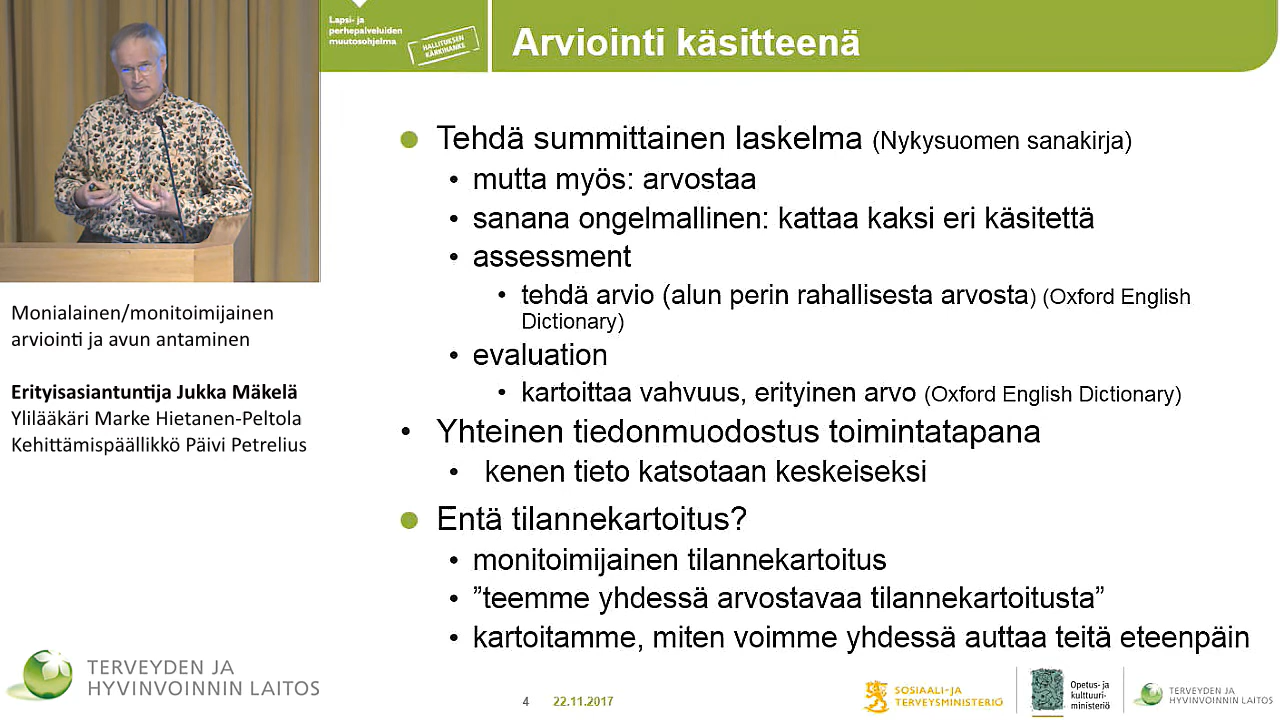 Lapsi- ja
perhepalveluiden
muutosohjelma
HALLITUKSEN
KÄRKIHANKE
Arviointi käsitteenä
Tehdä summittainen laskelma (Nykysuomen sanakirja)
mutta myös: arvostaa
sanana ongelmallinen: kattaa kaksi eri käsitettä
assessment
tehdä arvio (alun perin rahallisesta arvosta) (Oxford English
Dictionary)
evaluation
kartoittaa vahvuus, erityinen arvo (Oxford English Dictionary)
Yhteinen tiedonmuodostus toimintatapana
kenen tieto katsotaan keskeiseksi
Entä tilannekartoitus?
monitoimijainen tilannekartoitus
”teemme yhdessä arvostavaa tilannekartoitusta”
kartoitamme, miten voimme yhdessä auttaa teitä eteenpäin
Monialainen/monitoimijainen
arviointi ja avun antaminen
Erityisasiantuntija Jukka Mäkelä
Ylilääkäri Marke Hietanen-Peltola
Kehittämispäällikkö Päivi Petrelius
TERVEYDEN JA
HYVINVOINNIN LAITOS
4 22.11.2017
SOSIAALI- JA
TERVEYSMINISTERIÖ
Opetus- ja
kulttuuri-
ministeriö
TERVEYDEN JA
HYVINVOINNIN LAITOS